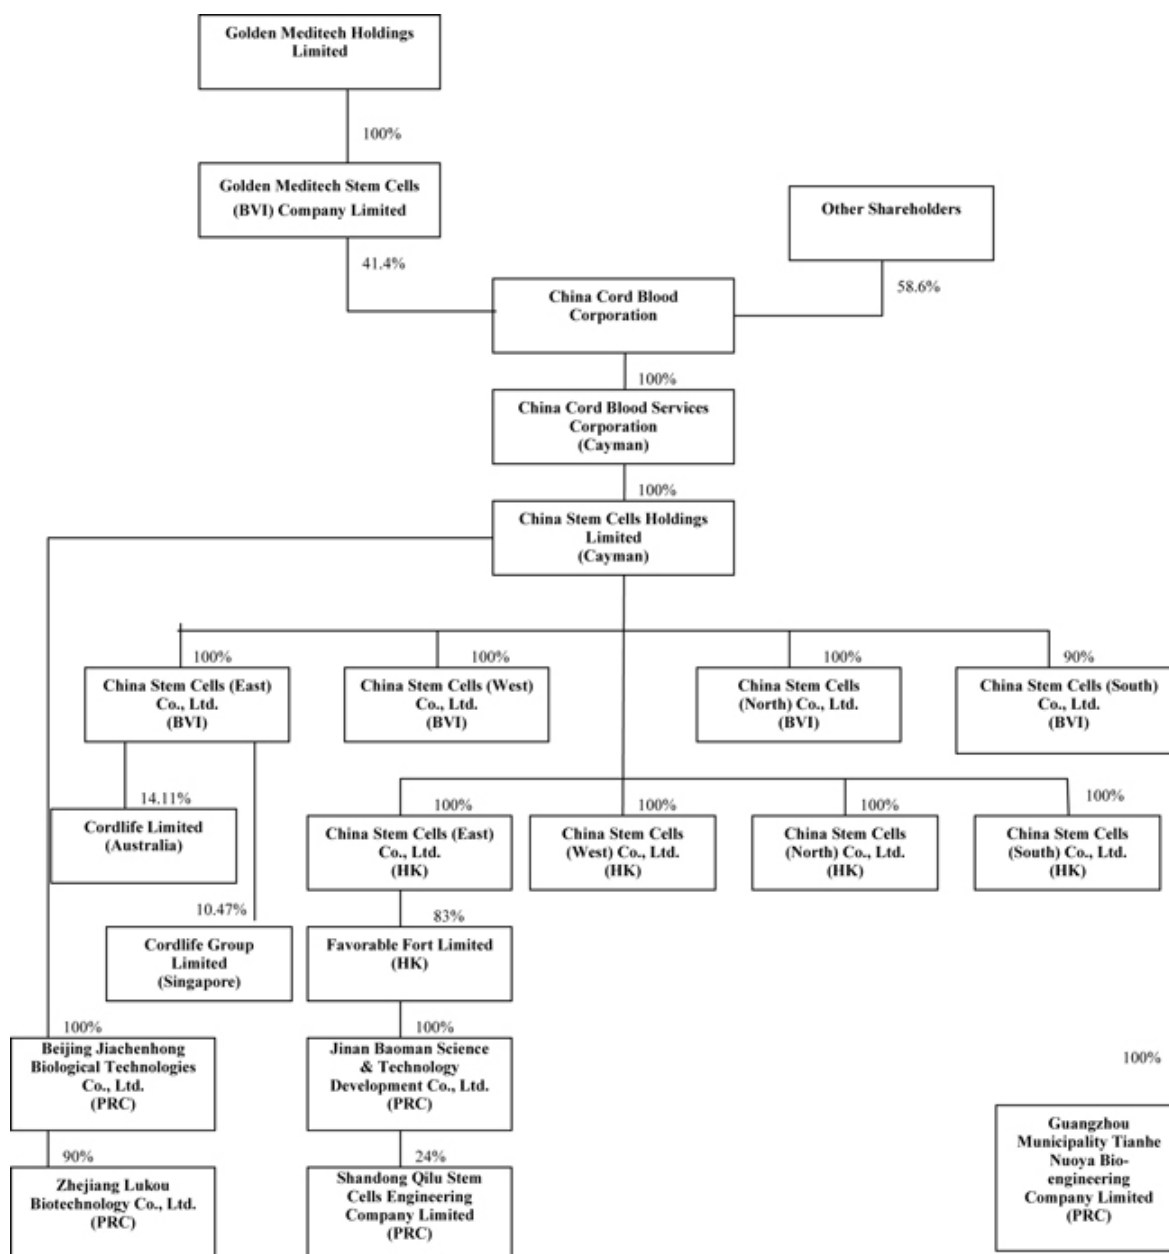 Golden Meditech Holdings
Limited
100%
Golden Meditech Stem Cells
(BVI) Company Limited
Other Shareholders
41.4%
58.6%
China Cord Blood
Corporation
100%
China Cord Blood Services
Corporation
(Cayman)
100%
China Stem Cells Holdings
Limited
(Cayman)
100%
100%
100%
90%
China Stem Cells (East)
Co., Ltd.
(BVI)
China Stem Cells (West)
Co., Ltd.
(BVI)
China Stem Cells
(North) Co., Ltd.
(BVI)
China Stem Cells (South)
Co., Ltd.
(BVI)
14.11%
100%
100%
100%
100%
Cordlife Limited
(Australia)
China Stem Cells (East)
Co., Ltd.
(HK)
China Stem Cells
(West) Co., Ltd.
(HK)
China Stem Cells
(North) Co., Ltd.
(HK)
China Stem Cells
(South) Co., Ltd.
(HK)
10.47%
83%
Cordlife Group
Limited
(Singapore)
Favorable Fort Limited
(HK)
100%
100%
100%
Beijing Jiachenhong
Biological Technologies
Co., Ltd.
(PRC)
Jinan Baoman Science
& Technology
Development Co., Ltd.
(PRC)
Guangzhou
Municipality Tianhe
Nuoya Bio-
engineering
Company Limited
(PRC)
90%
24%
Zhejiang Lukou
Biotechnology Co., Ltd.
(PRC)
Shandong Qilu Stem
Cells Engineering
Company Limited
(PRC)